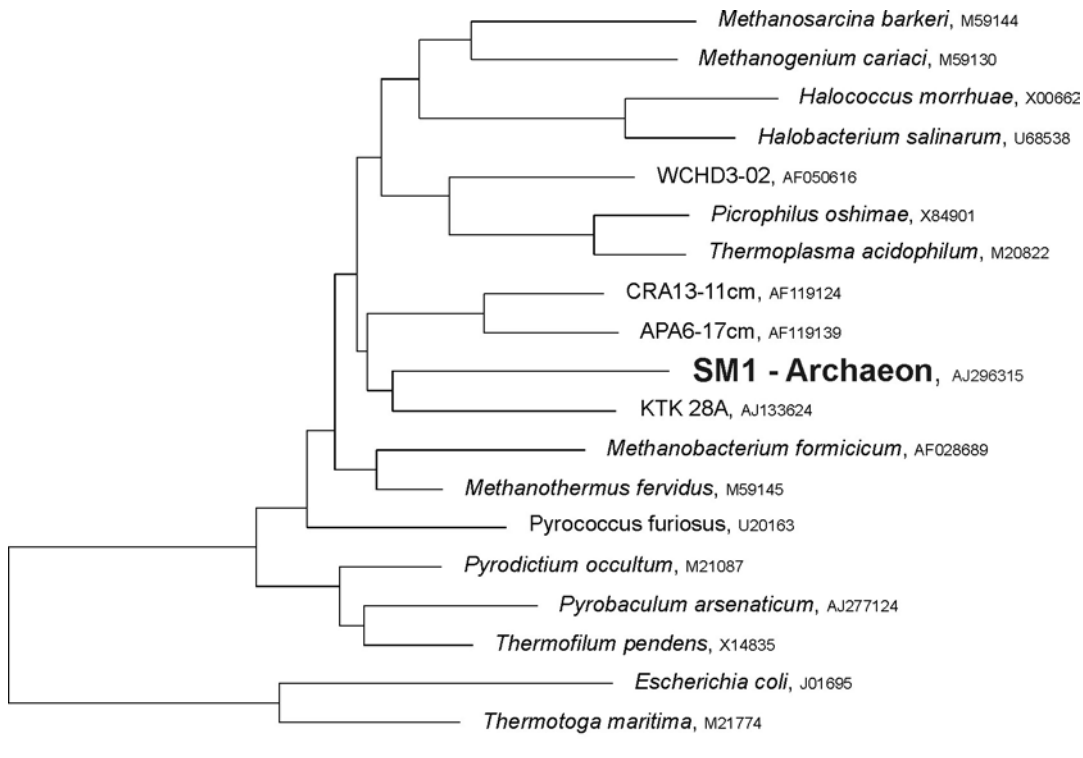 Methanosarcina barkeri, M59144
Methanogenium cariaci, M59130
Halococcus morrhuae, X00662
Halobacterium salinarum, U68538
WCHD3-02, AF050616
Picrophilus oshimae, X84901
Thermoplasma acidophilum, M20822
CRA13-11cm, AF119124
APA6-17cm, AF119139
SM1 - Archaeon, AJ296315
KTK 28A, AJ133624
Methanobacterium formicicum, AF028689
Methanothermus fervidus, M59145
Pyrococcus furiosus, U20163
Pyrodictium occultum, M21087
Pyrobaculum arsenaticum, AJ277124
Thermofilum pendens, X14835
Escherichia coli, J01695
Thermotoga maritima, M21774